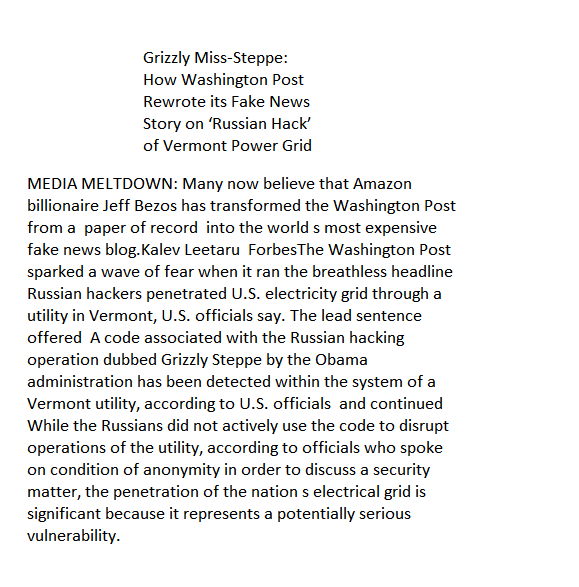 Grizzly Miss-Steppe:
How Washington Post
Rewrote its Fake News
Story on ‘Russian Hack’
of Vermont Power Grid
MEDIA MELTDOWN: Many now believe that Amazon
billionaire Jeff Bezos has transformed the Washington Post
from a  paper of record  into the world s most expensive
fake news blog.Kalev Leetaru  ForbesThe Washington Post
sparked a wave of fear when it ran the breathless headline
Russian hackers penetrated U.S. electricity grid through a
utility in Vermont, U.S. officials say. The lead sentence
offered  A code associated with the Russian hacking
operation dubbed Grizzly Steppe by the Obama
administration has been detected within the system of a
Vermont utility, according to U.S. officials  and continued
While the Russians did not actively use the code to disrupt
operations of the utility, according to officials who spoke
on condition of anonymity in order to discuss a security
matter, the penetration of the nation s electrical grid is
significant because it represents a potentially serious
vulnerability.